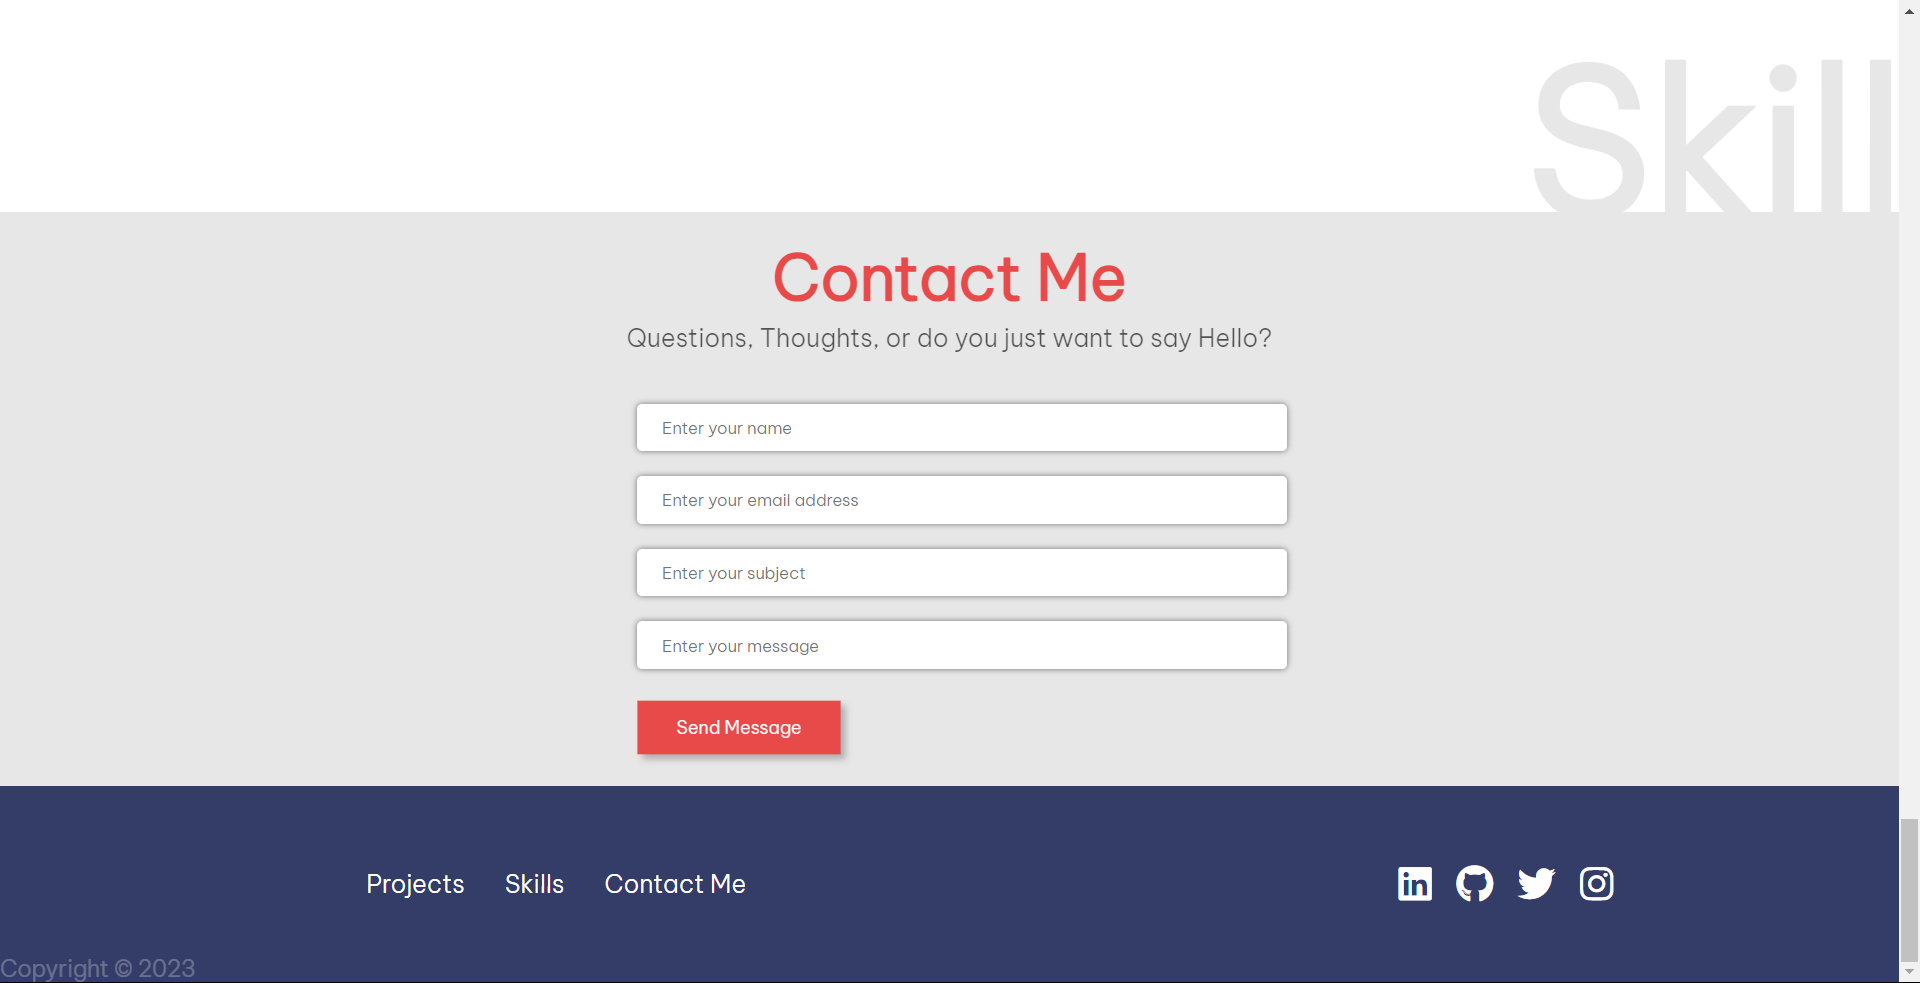 Skill
Contact Me
Questions, Thoughts, or do you just want to say Hello?
Enter your name
Enter your email address
Enter your subject
Enter your message
Send Message
Projects Skills Contact Me
in
Copyright © 2023